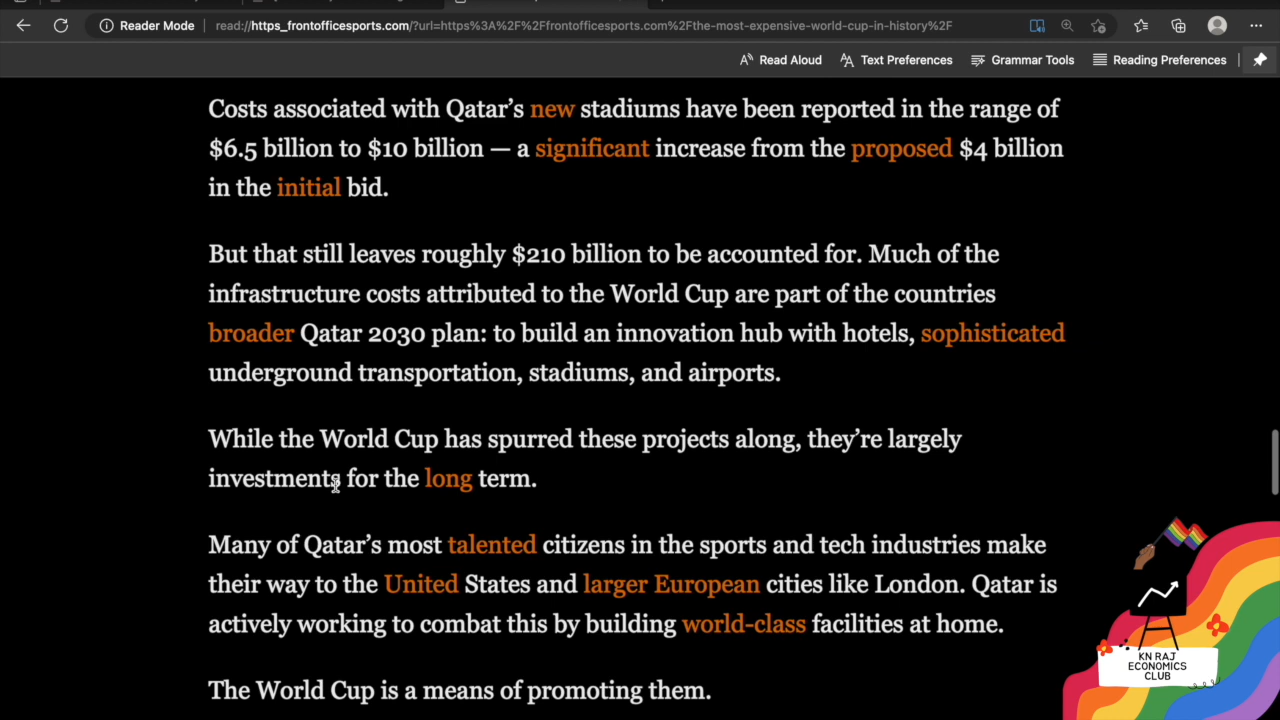 Reader Mode
read://https_frontofficesports.com/?url=https%3A%2F%2Ffrontofficesports.com%2Fthe-most-expensive-world-cup-in-history%2F
Read Aloud
Text Preferences
Grammar Tools
Reading Preferences
Costs associated with Qatar’s new stadiums have been reported in the range of
$6.5 billion to $10 billion — a significant increase from the proposed $4 billion
in the initial bid.
But that still leaves roughly $210 billion to be accounted for. Much of the
infrastructure costs attributed to the World Cup are part of the countries
broader Qatar 2030 plan: to build an innovation hub with hotels, sophisticated
underground transportation, stadiums, and airports.
While the World Cup has spurred these projects along, they’re largely
investments for the long term.
Many of Qatar’s most talented citizens in the sports and tech industries make
their way to the United States and larger European cities like London. Qatar is
actively working to combat this by building world-class facilities at home.
The World Cup is a means of promoting them.
KN RAJ
ECONOMICS
CLUB